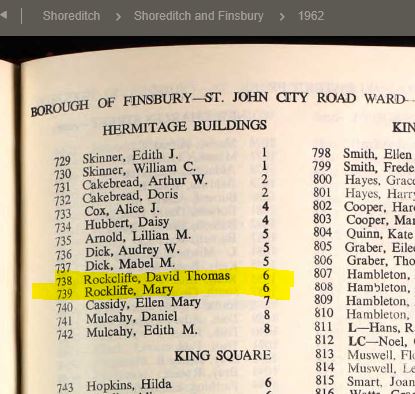 Shoreditch > Shoreditch and Finsbury > 1962
BOROUGH OF FINSBURY—ST. JOHN CITY ROAD WARD—
HERMITAGE BUILDINGS
729 Skinner, Edith J. 1
730 Skinner, William C. 1
731 Cakebread, Arthur W. 2
732 Cakebread, Doris 2
733 Cox, Alice J. 4
734 Hubbert, Daisy 4
735 Arnold, Lillian M. 5
736 Dick, Audrey W. 5
737 Dick, Mabel M. 5
738 Rockcliffe, David Thomas 6
739 Rockliffe, Mary 6
740 Cassidy, Ellen Mary 7
741 Mulcahy, Daniel 8
742 Mulcahy, Edith M. 8
KING SQUARE
743 Hopkins, Hilda 6
KIN
798 Smith, Ellen
799 Smith, Frede
800 Hayes, Grac
801 Hayes, Harry
802 Cooper, Har
803 Cooper, Mar
804 Quinn, Kate
805 Graber, Eile
806 Graber, Tho
807 Hambleton,
808 Hambleton,
809 Hambleton,
810 Hambleton,
811 L—Hans, R
812 LC—Noel,
813 Muswell, Flo
814 Muswell, Le
815 Smart, Joan
816